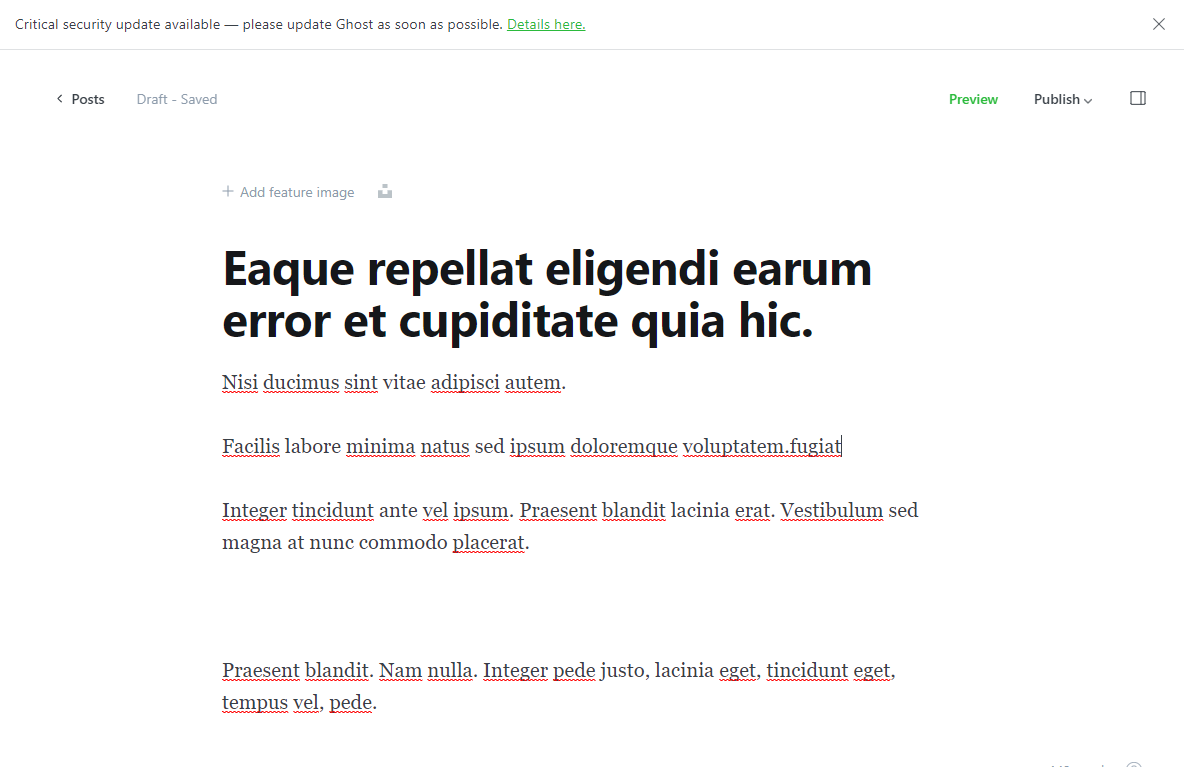 Critical security update available — please update Ghost as soon as possible. Details here.
Posts
Draft - Saved
Preview
Publish
Add feature image
Eaque repellat eligendi earum
error et cupiditate quia hic.
Nisi ducimus sint vitae adipisci autem.
Facilis labore minima natus sed ipsum doloremque voluptatem.fugiat
Integer tincidunt ante vel ipsum. Praesent blandit lacinia erat. Vestibulum sed
magna at nunc commodo placerat.
Praesent blandit. Nam nulla. Integer pede justo, lacinia eget, tincidunt eget,
tempus vel, pede.